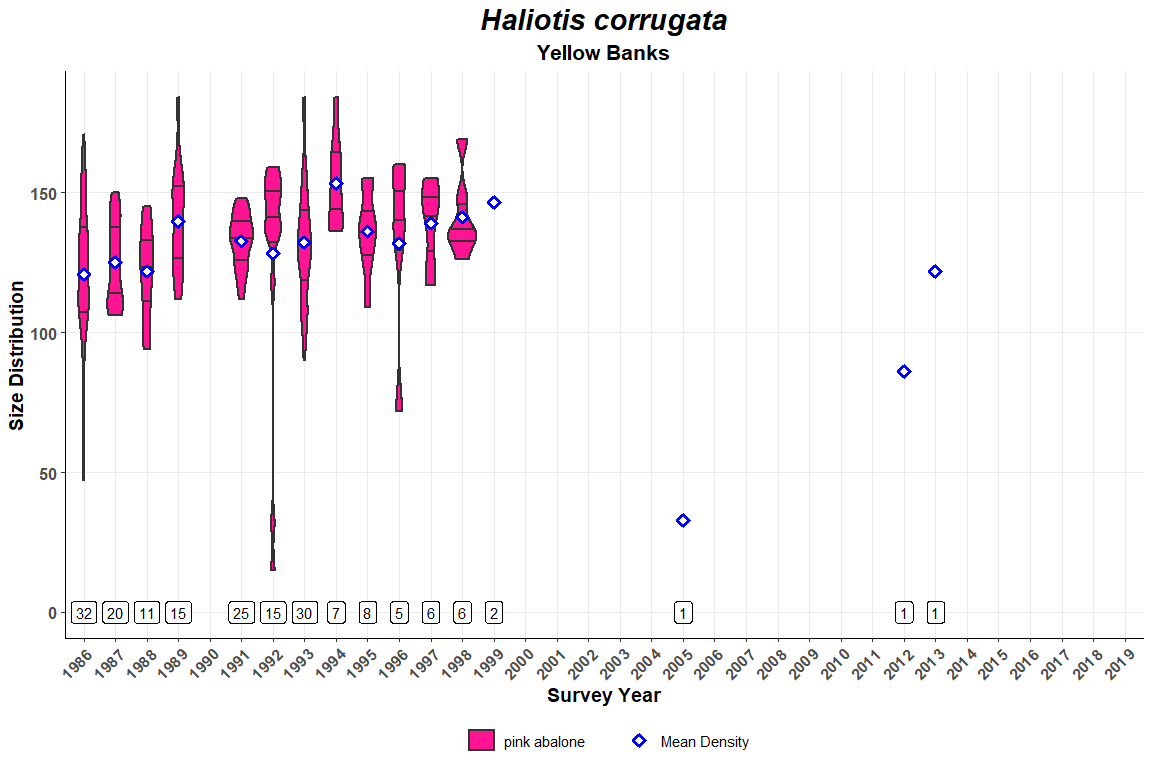 Haliotis corrugata
Yellow Banks
Size Distribution
150
100
50
0
32 20 11 15 25 15 30 7 8 5 6 6 2 1 1 1
1986 1987 1988 1989 1990 1991 1992 1993 1994 1995 1996 1997 1998 1999 2000 2001 2002 2003 2004 2005 2006 2007 2008 2009 2010 2011 2012 2013 2014 2015 2016 2017 2018 2019
Survey Year
pink abalone Mean Density